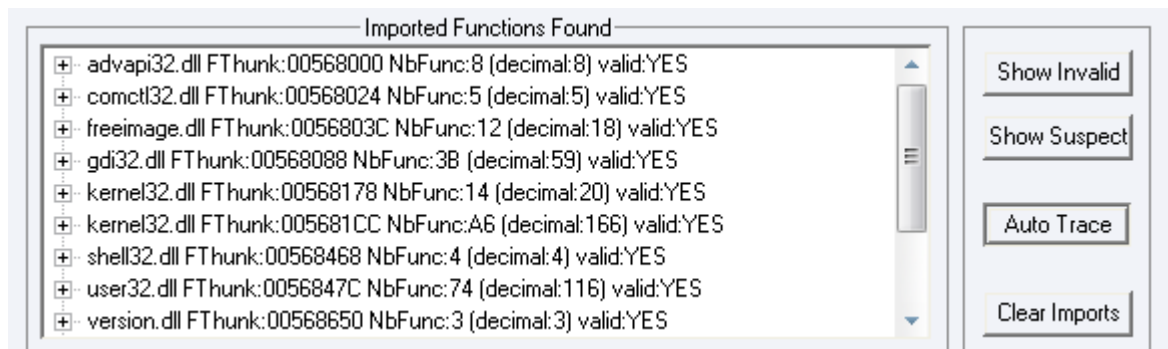 Imported Functions Found
advapi32.dll FThunk:00568000 NbFunc:8 (decimal:8) valid:YES
comctl32.dll FThunk:00568024 NbFunc:5 (decimal:5) valid:YES
freeimage.dll FThunk:0056803C NbFunc:12 (decimal:18) valid:YES
gdi32.dll FThunk:00568088 NbFunc:3B (decimal:59) valid:YES
kernel32.dll FThunk:00568178 NbFunc:14 (decimal:20) valid:YES
kernel32.dll FThunk:005681CC NbFunc:A6 (decimal:166) valid:YES
shell32.dll FThunk:00568468 NbFunc:4 (decimal:4) valid:YES
user32.dll FThunk:0056847C NbFunc:74 (decimal:116) valid:YES
version.dll FThunk:00568650 NbFunc:3 (decimal:3) valid:YES
Show Invalid
Show Suspect
Auto Trace
Clear Imports